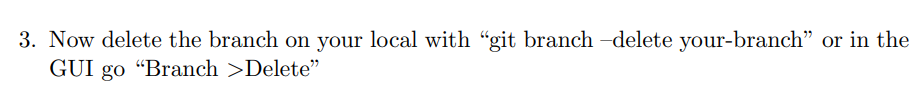 3. Now delete the branch on your local with “git branch –delete your-branch” or in the
GUI go “Branch >Delete”